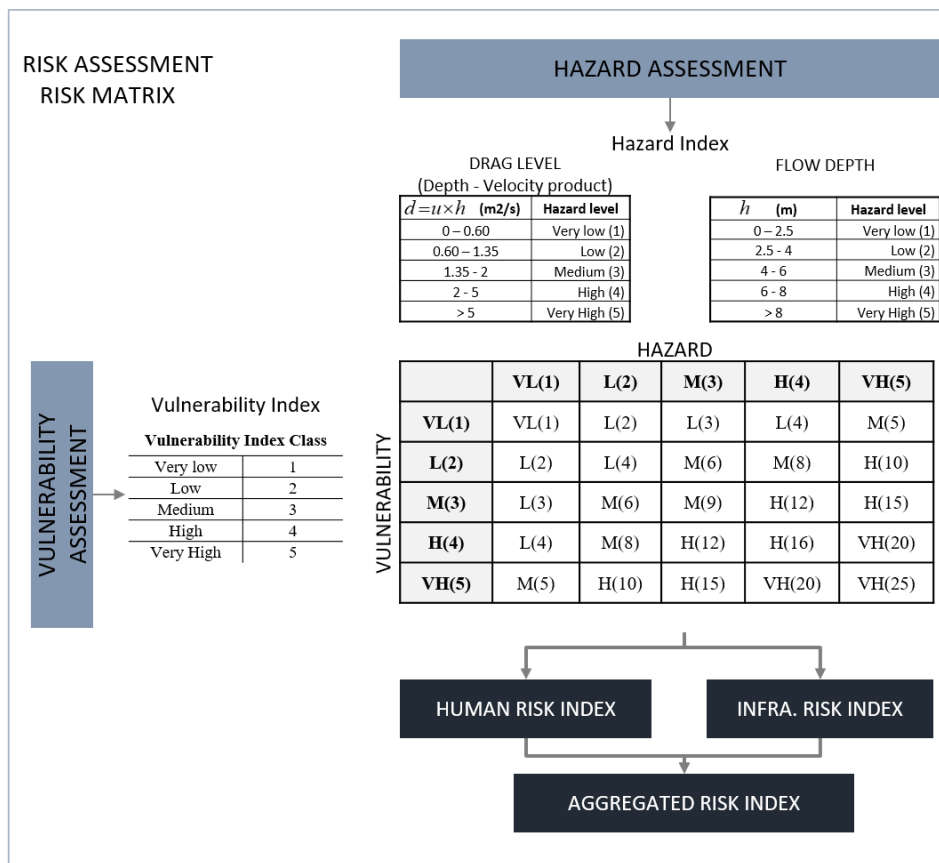 RISK ASSESSMENT
RISK MATRIX
HAZARD ASSESSMENT
Hazard Index
DRAG LEVEL
(Depth - Velocity product)
d=u×h (m2/s) Hazard level
0 – 0.60 Very low (1)
0.60 – 1.35 Low (2)
1.35 - 2 Medium (3)
2 - 5 High (4)
> 5 Very High (5)
FLOW DEPTH
h (m) Hazard level
0 – 2.5 Very low (1)
2.5 - 4 Low (2)
4 - 6 Medium (3)
6 - 8 High (4)
> 8 Very High (5)
VULNERABILITY
ASSESSMENT
Vulnerability Index
Vulnerability Index Class
Very low 1
Low 2
Medium 3
High 4
Very High 5
HAZARD
VULNERABILITY
VL(1) L(2) M(3) H(4) VH(5)
VL(1) VL(1) L(2) L(3) L(4) M(5)
L(2) L(2) L(4) M(6) M(8) H(10)
M(3) L(3) M(6) M(9) H(12) H(15)
H(4) L(4) M(8) H(12) H(16) VH(20)
VH(5) M(5) H(10) H(15) VH(20) VH(25)
HUMAN RISK INDEX
INFRA. RISK INDEX
AGGREGATED RISK INDEX